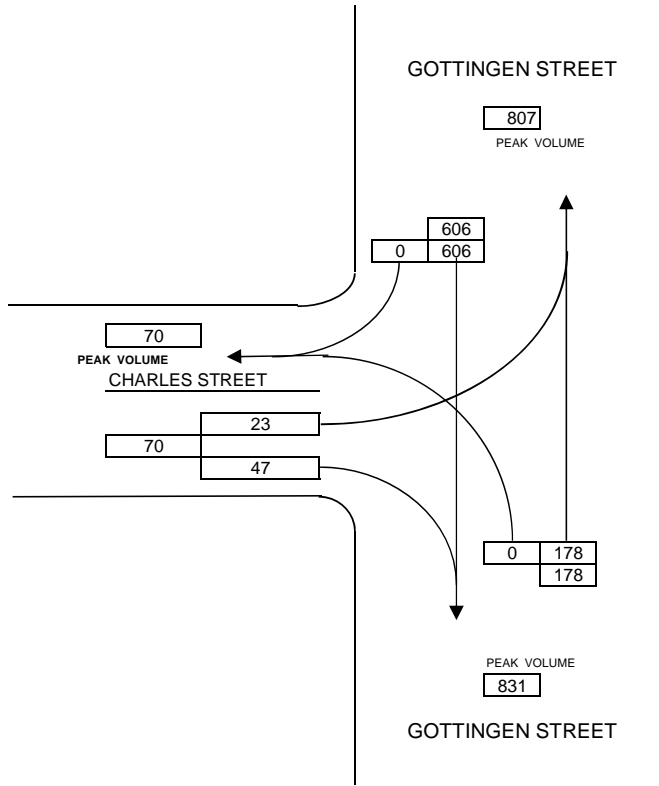 GOTTINGEN STREET
807
PEAK VOLUME
606
0 606
70
PEAK VOLUME
CHARLES STREET
23
70
47
0 178
178
PEAK VOLUME
831
GOTTINGEN STREET